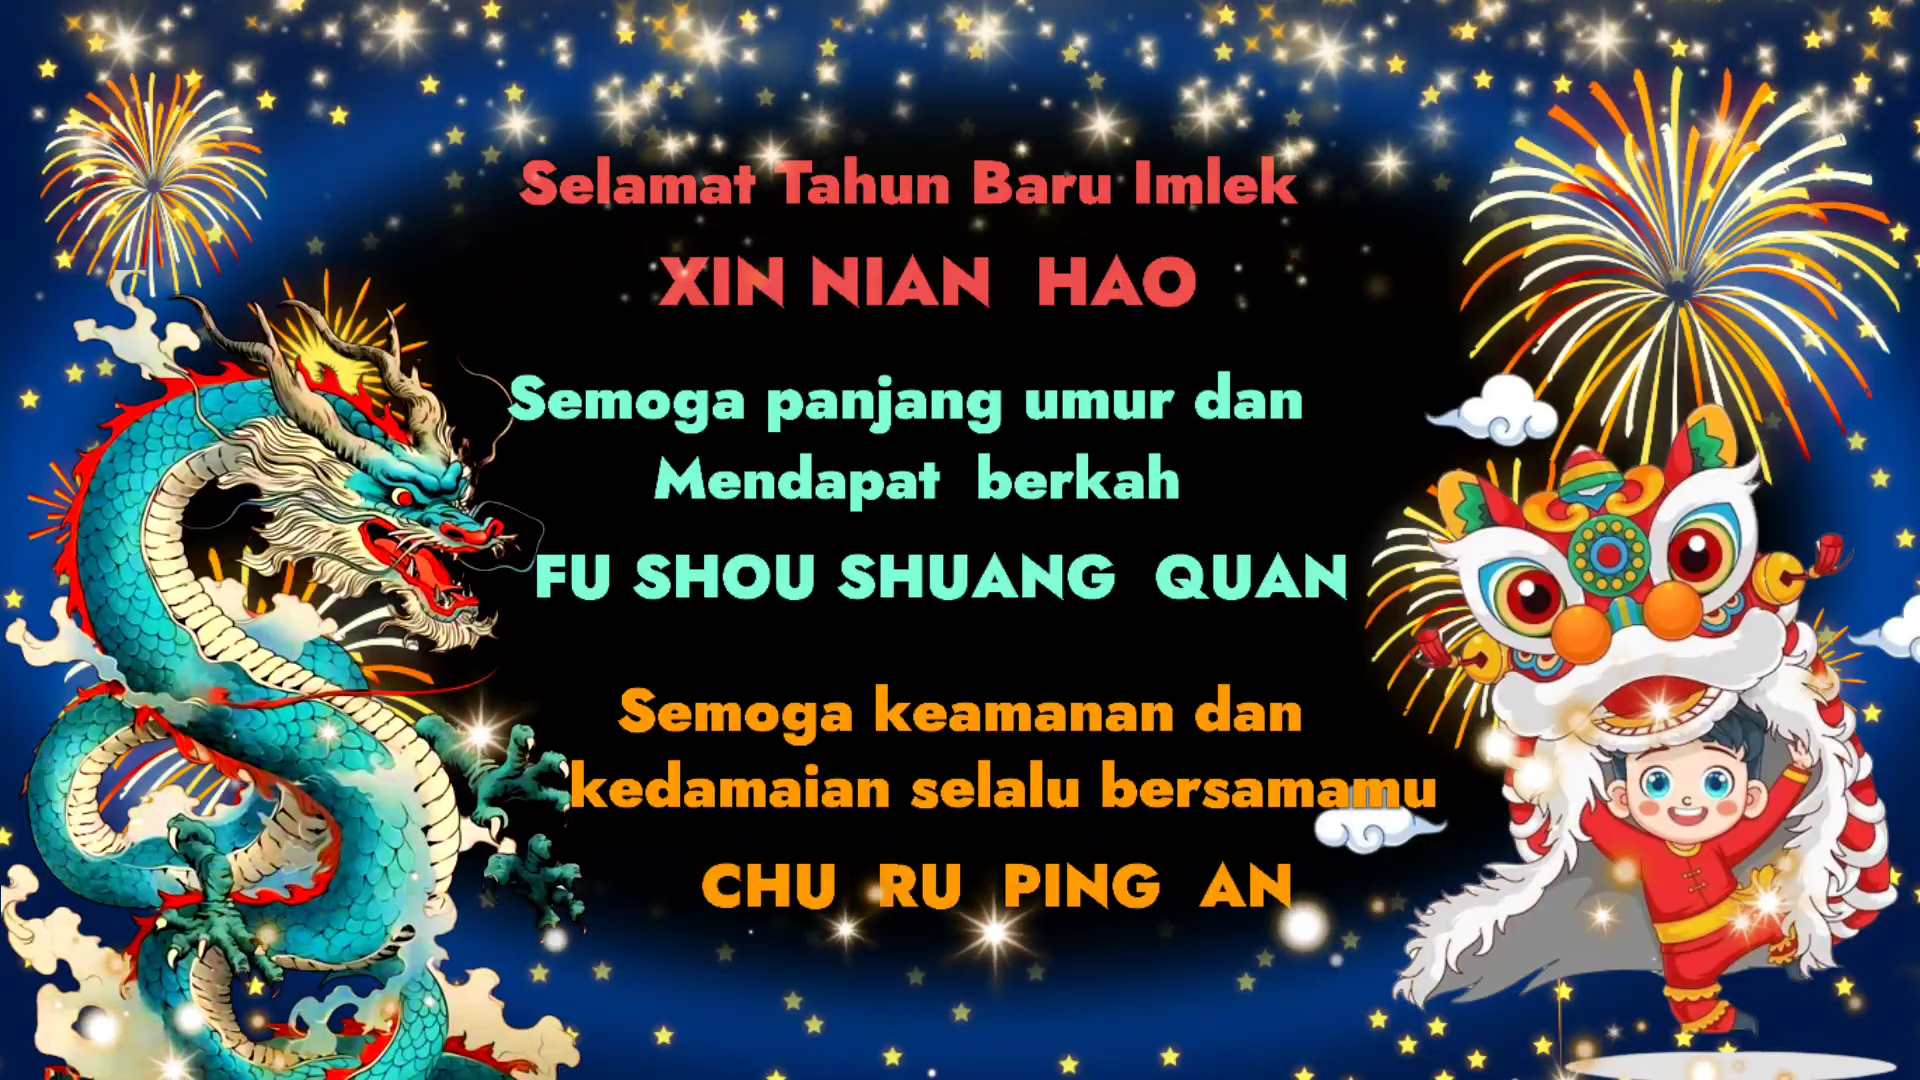 Selamat Tahun Baru Imlek
XIN NIAN HAO
Semoga panjang umur dan
Mendapat berkah
FU SHOU SHUANG QUAN
Semoga keamanan dan
kedamaian selalu bersamamu
CHU RU PING AN